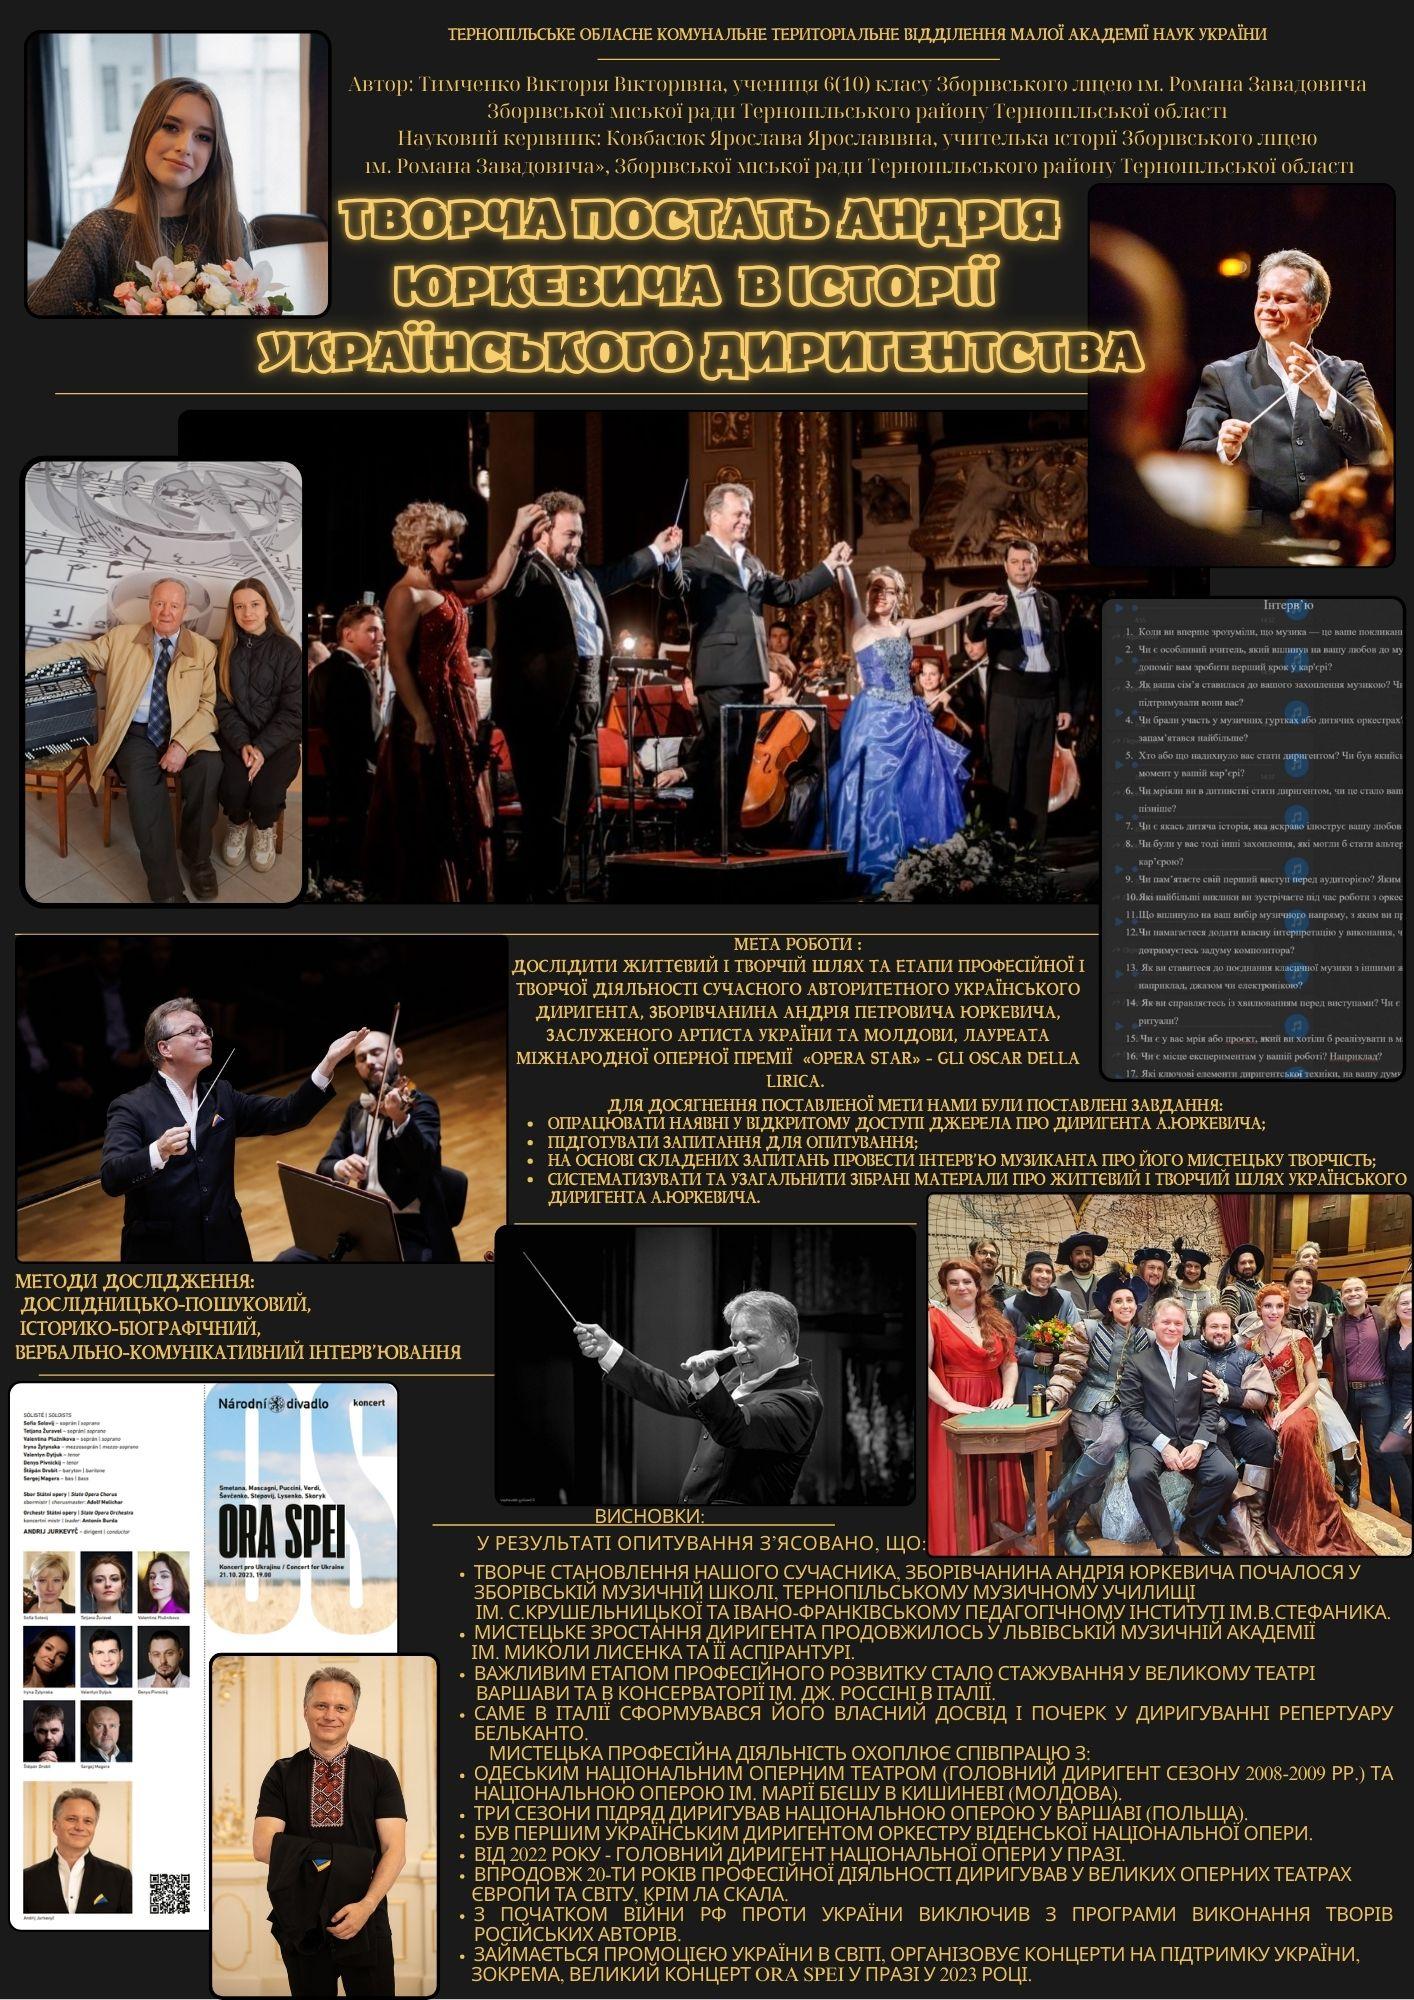 ТЕРНОПІЛЬСЬКЕ ОБЛАСНЕ КОМУНАЛЬНЕ ТЕРИТОРІАЛЬНЕ ВІДДІЛЕННЯ МАЛОЇ АКАДЕМІЇ НАУК УКРАЇНИ
Автор: Тимченко Вікторія Вікторівна, учениця 6(10) класу Зборівського ліцею ім. Романа Завадовича
Зборівської міської ради Тернопільського району Тернопільської області
Науковий керівник: Ковбасюк Ярослава Ярославівна, учителька історії Зборівського ліцею
ім. Романа Завадовича», Зборівської міської ради Тернопільського району Тернопільської області
ТВОРЧА ПОСТАТЬ АНДРІЯ
ЮРКЕВИЧА В ІСТОРІЇ
УКРАЇНСЬКОГО ДИРИГЕНТСТВА
Інтерв'ю
1. Коли ви вперше зрозуміли, що музика — це ваше
2. Чи є особливий вчитель, який вплинув на вашу любов до
допоміг вам зробити перший крок у кар'єрі?
3. Як ваша сім'я ставилася до вашого захоплення музикою?
підтримували вони вас?
4. Чи брали участь у музичних гуртках або дитячих оркестрах?
запам'ятався найбільше?
5. Хто або що надихнуло вас стати диригентом? Чи був
момент у вашій кар'єрі?
6. Чи мріяли ви в дитинстві стати диригентом, чи це стало
пізніше?
7. Чи є якась дитяча історія, яка яскраво ілюструє вашу любов
8. Чи були у вас тоді інші захоплення, які могли б стати
кар'єрою?
9. Чи пам'ятаєте свій перший виступ перед аудиторією? Яким
10. Які найбільші виклики ви зустрічаєте під час роботи з
11. Що вплинуло на ваш вибір музичного напряму, з яким ви
12. Чи намагаєтеся додати власну інтерпретацію у виконання,
дотримуєтесь задуму композитора?
13. Як ви ставитеся до поєднання класичної музики з іншими
наприклад, джазом чи електронікою?
14. Як ви справляєтесь із хвилюванням перед виступами? Чи є
ритуали?
15. Чи є у вас мрія або проєкт, який ви хотіли б реалізувати в
16. Чи є місце експериментам у вашій роботі? Наприклад?
17. Які ключові елементи диригентської техніки, на вашу
МЕТА РОБОТИ :
ДОСЛІДИТИ ЖИТТЄВИЙ І ТВОРЧІЙ ШЛЯХ ТА ЕТАПИ ПРОФЕСІЙНОЇ І
ТВОРЧОЇ ДІЯЛЬНОСТІ СУЧАСНОГО АВТОРИТЕТНОГО УКРАЇНСЬКОГО
ДИРИГЕНТА, ЗБОРІВЧАНИНА АНДРІЯ ПЕТРОВИЧА ЮРКЕВИЧА,
ЗАСЛУЖЕНОГО АРТИСТА УКРАЇНИ ТА МОЛДОВИ, ЛАУРЕАТА
МІЖНАРОДНОЇ ОПЕРНОЇ ПРЕМІЇ «OPERA STAR» - GLI OSCAR DELLA
LIRICA.
ДЛЯ ДОСЯГНЕННЯ ПОСТАВЛЕНОЇ МЕТИ НАМИ БУЛИ ПОСТАВЛЕНІ ЗАВДАННЯ:
• ОПРАЦЮВАТИ НАЯВНІ У ВІДКРИТОМУ ДОСТУПІ ДЖЕРЕЛА ПРО ДИРИГЕНТА А.ЮРКЕВИЧА;
• ПІДГОТУВАТИ ЗАПИТАННЯ ДЛЯ ОПИТУВАННЯ;
• НА ОСНОВІ СКЛАДЕНИХ ЗАПИТАНЬ ПРОВЕСТИ ІНТЕРВ'Ю МУЗИКАНТА ПРО ЙОГО МИСТЕЦЬКУ ТВОРЧІСТЬ;
• СИСТЕМАТИЗУВАТИ ТА УЗАГАЛЬНИТИ ЗІБРАНІ МАТЕРІАЛИ ПРО ЖИТТЄВИЙ І ТВОРЧИЙ ШЛЯХ УКРАЇНСЬКОГО
ДИРИГЕНТА А.ЮРКЕВИЧА.
МЕТОДИ ДОСЛІДЖЕННЯ:
ДОСЛІДНИЦЬКО-ПОШУКОВИЙ,
ІСТОРИКО-БІОГРАФІЧНИЙ,
ВЕРБАЛЬНО-КОМУНІКАТИВНИЙ ІНТЕРВ'ЮВАННЯ
SÓLISTÉ | SOLOISTS
Sofia Solovij – soprán | soprano
Tetjana Žuravel – soprán | soprano
Valentina Plužnikova – soprán | soprano
Iryna Žytynska – mezzosoprán | mezzo-soprano
Valentyn Dytjuk – tenor
Denys Pivnickij – tenor
Štěpán Drobit – baryton | baritone
Sergej Magera – bas | bass
Sbor Státní opery | State Opera Chorus
sbormistr | chorusmaster: Adolf Melichar
Orchestr Státní opery | State Opera Orchestra
koncertní mistr | leader: Antonín Burda
ANDRIJ JURKEVYČ – dirigent | conductor
Sofia Solovij
Tetjana Žuravel
Valentina Plužnikova
Iryna Žytynska
Valentyn Dytjuk
Denys Pivnickij
Štěpán Drobit
Sergej Magera
Andrij Jurkevyč
Národní divadlo
koncert
OS
Smetana, Mascagni, Puccini, Verdi,
Ševčenko, Stepovij, Lysenko, Skoryk
ORA SPEI
Koncert pro Ukrajinu / Concert for Ukraine
21.10.2023, 19.00
ВИСНОВКИ:
У РЕЗУЛЬТАТІ ОПИТУВАННЯ З'ЯСОВАНО, ЩО:
• ТВОРЧЕ СТАНОВЛЕННЯ НАШОГО СУЧАСНИКА, ЗБОРІВЧАНИНА АНДРІЯ ЮРКЕВИЧА ПОЧАЛОСЯ У
ЗБОРІВСЬКІЙ МУЗИЧНІЙ ШКОЛІ, ТЕРНОПІЛЬСЬКОМУ МУЗИЧНОМУ УЧИЛИЩІ
ІМ. С.КРУШЕЛЬНИЦЬКОЇ ТА ІВАНО-ФРАНКІВСЬКОМУ ПЕДАГОГІЧНОМУ ІНСТИТУТІ ІМ.В.СТЕФАНИКА.
• МИСТЕЦЬКЕ ЗРОСТАННЯ ДИРИГЕНТА ПРОДОВЖИЛОСЬ У ЛЬВІВСЬКІЙ МУЗИЧНІЙ АКАДЕМІЇ
ІМ. МИКОЛИ ЛИСЕНКА ТА ЇЇ АСПІРАНТУРІ.
• ВАЖЛИВИМ ЕТАПОМ ПРОФЕСІЙНОГО РОЗВИТКУ СТАЛО СТАЖУВАННЯ У ВЕЛИКОМУ ТЕАТРІ
ВАРШАВИ ТА В КОНСЕРВАТОРІЇ ІМ. ДЖ. РОССІНІ В ІТАЛІЇ.
• САМЕ В ІТАЛІЇ СФОРМУВАВСЯ ЙОГО ВЛАСНИЙ ДОСВІД І ПОЧЕРК У ДИРИГУВАННІ РЕПЕРТУАРУ
БЕЛЬКАНТО.
МИСТЕЦЬКА ПРОФЕСІЙНА ДІЯЛЬНІСТЬ ОХОПЛЮЄ СПІВПРАЦЮ З:
• ОДЕСЬКИМ НАЦІОНАЛЬНИМ ОПЕРНИМ ТЕАТРОМ (ГОЛОВНИЙ ДИРИГЕНТ СЕЗОНУ 2008-2009 РР.) ТА
НАЦІОНАЛЬНОЮ ОПЕРОЮ ІМ. МАРІЇ БІЄШУ В КИШИНЕВІ (МОЛДОВА).
• ТРИ СЕЗОНИ ПІДРЯД ДИРИГУВАВ НАЦІОНАЛЬНОЮ ОПЕРОЮ У ВАРШАВІ (ПОЛЬЩА).
• БУВ ПЕРШИМ УКРАЇНСЬКИМ ДИРИГЕНТОМ ОРКЕСТРУ ВІДЕНСЬКОЇ НАЦІОНАЛЬНОЇ ОПЕРИ.
• ВІД 2022 РОКУ - ГОЛОВНИЙ ДИРИГЕНТ НАЦІОНАЛЬНОЇ ОПЕРИ У ПРАЗІ.
• ВПРОДОВЖ 20-ТИ РОКІВ ПРОФЕСІЙНОЇ ДІЯЛЬНОСТІ ДИРИГУВАВ У ВЕЛИКИХ ОПЕРНИХ ТЕАТРАХ
ЄВРОПИ ТА СВІТУ, КРІМ ЛА СКАЛА.
• З ПОЧАТКОМ ВІЙНИ РФ ПРОТИ УКРАЇНИ ВИКЛЮЧИВ З ПРОГРАМИ ВИКОНАННЯ ТВОРІВ
РОСІЙСЬКИХ АВТОРІВ.
• ЗАЙМАЄТЬСЯ ПРОМОЦІЄЮ УКРАЇНИ В СВІТІ, ОРГАНІЗОВУЄ КОНЦЕРТИ НА ПІДТРИМКУ УКРАЇНИ,
ЗОКРЕМА, ВЕЛИКИЙ КОНЦЕРТ ORA SPEI У ПРАЗІ У 2023 РОЦІ.